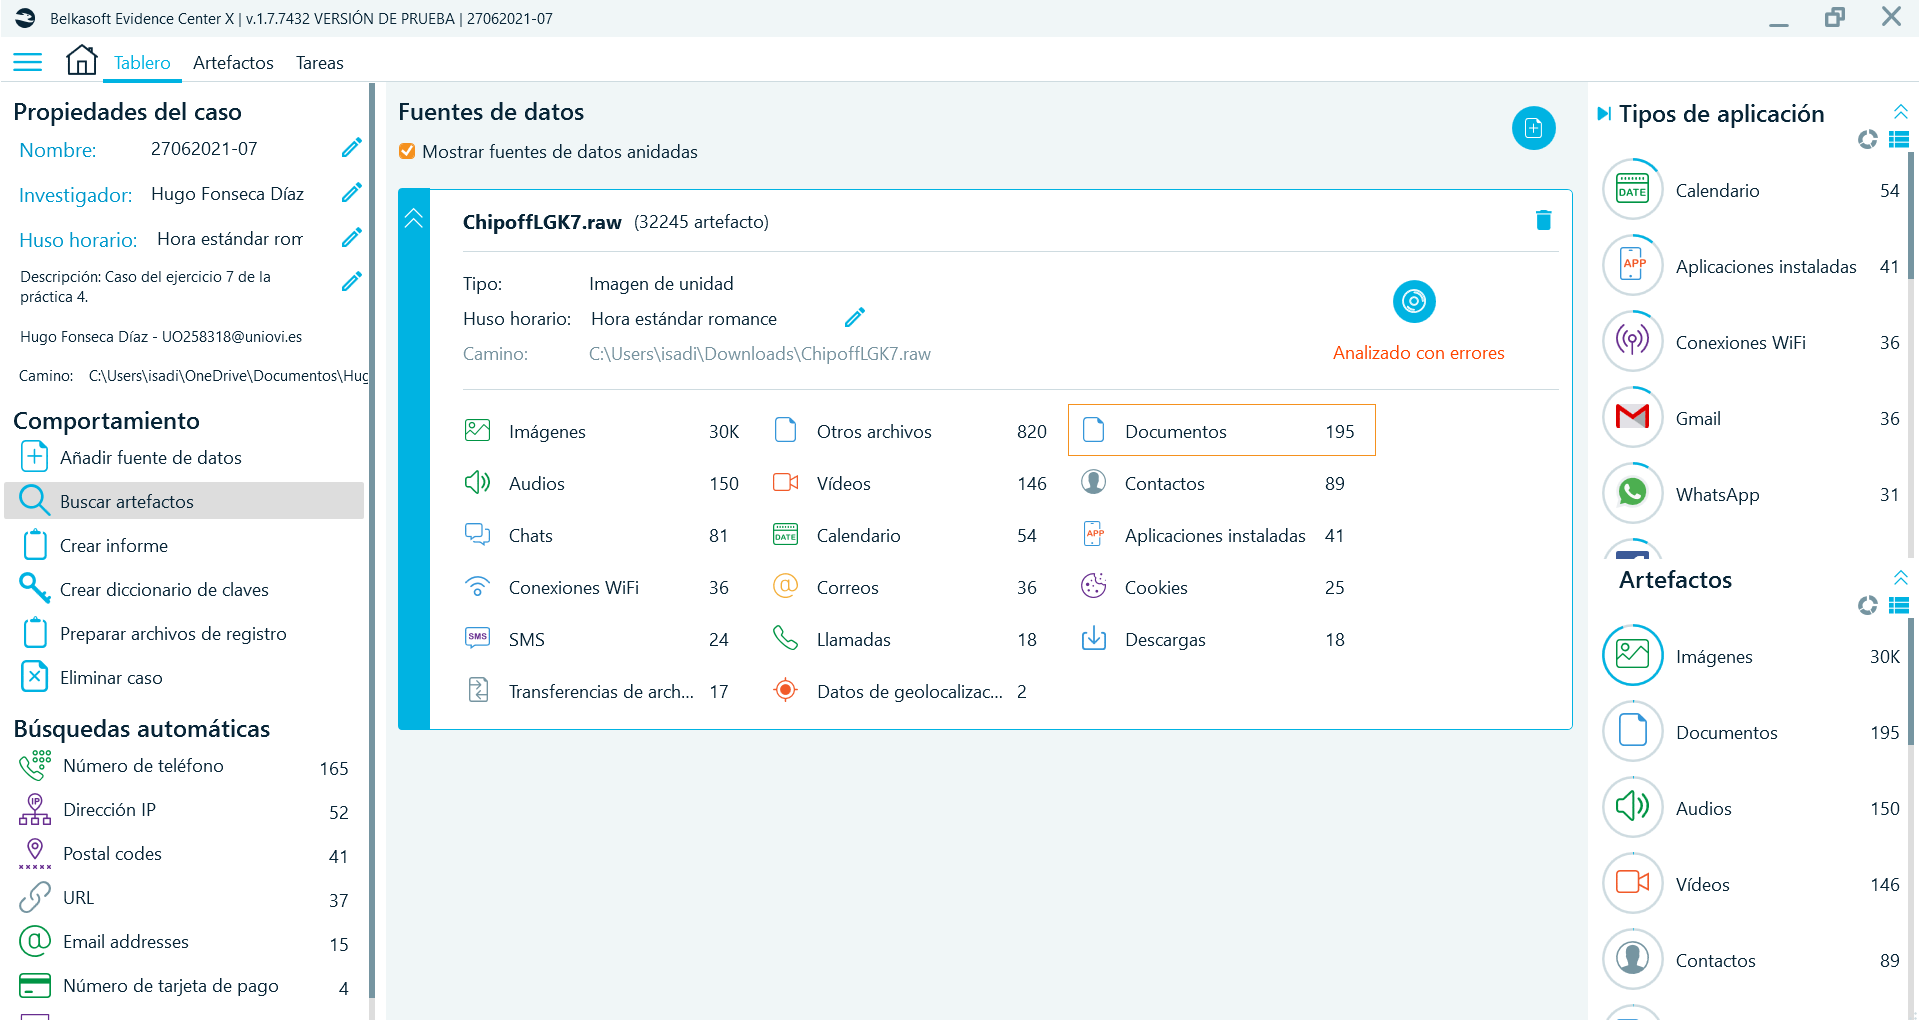 Belkasoft Evidence Center X | v.1.7.7432 VERSIÓN DE PRUEBA | 27062021-07
Tablero Artefactos Tareas
Propiedades del caso
Nombre: 27062021-07
Investigador: Hugo Fonseca Díaz
Huso horario: Hora estándar rom
Descripción: Caso del ejercicio 7 de la
práctica 4.
Hugo Fonseca Díaz - UO258318@uniovi.es
Camino: C:\Users\isadi\OneDrive\Documentos\Hug
Comportamiento
Añadir fuente de datos
Buscar artefactos
Crear informe
Crear diccionario de claves
Preparar archivos de registro
Eliminar caso
Búsquedas automáticas
Número de teléfono 165
IP
Dirección IP 52
Postal codes 41
URL 37
Email addresses 15
Número de tarjeta de pago 4
Fuentes de datos
Mostrar fuentes de datos anidadas
ChipoffLGK7.raw (32245 artefacto)
Tipo: Imagen de unidad
Huso horario: Hora estándar romance
Camino: C:\Users\isadi\Downloads\ChipoffLGK7.raw
Analizado con errores
Imágenes 30K Otros archivos 820 Documentos 195
Audios 150 Vídeos 146 Contactos 89
Chats 81 DATE Calendario 54 APP Aplicaciones instaladas 41
Conexiones WiFi 36 Correos 36 Cookies 25
SMS SMS 24 Llamadas 18 Descargas 18
Transferencias de arch... 17 Datos de geolocalizac... 2
Tipos de aplicación
DATE Calendario 54
APP Aplicaciones instaladas 41
Conexiones WiFi 36
Gmail 36
WhatsApp 31
Artefactos
Imágenes 30K
Documentos 195
Audios 150
Vídeos 146
Contactos 89